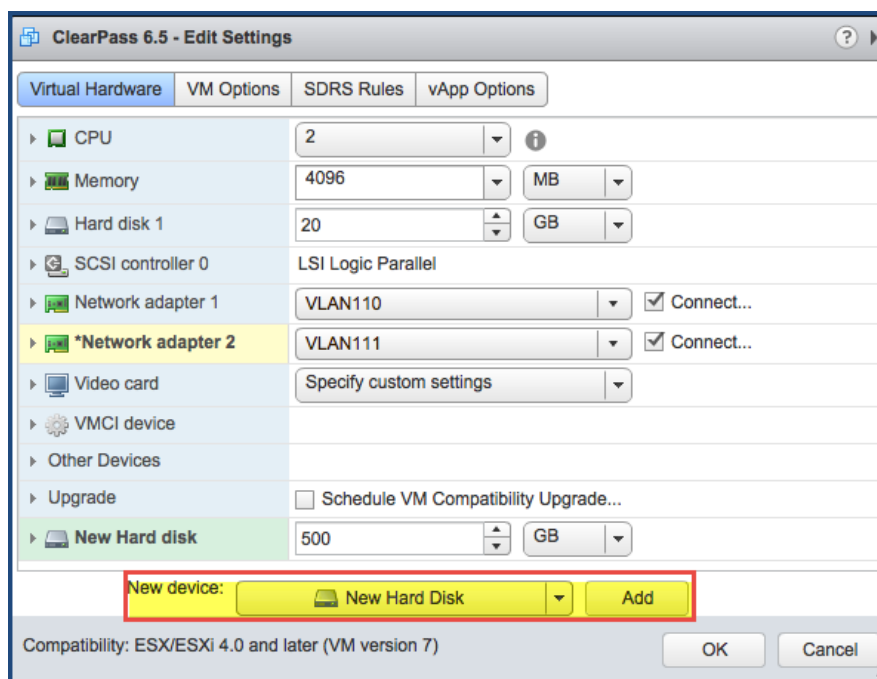 ClearPass 6.5 - Edit Settings ?
Virtual Hardware VM Options SDRS Rules vApp Options
CPU 2
Memory 4096 MB
Hard disk 1 20 GB
SCSI controller 0 LSI Logic Parallel
Network adapter 1 VLAN110 Connect...
*Network adapter 2 VLAN111 Connect...
Video card Specify custom settings
VMCI device
Other Devices
Upgrade Schedule VM Compatibility Upgrade...
New Hard disk 500 GB
New device: New Hard Disk Add
Compatibility: ESX/ESXi 4.0 and later (VM version 7) OK Cancel